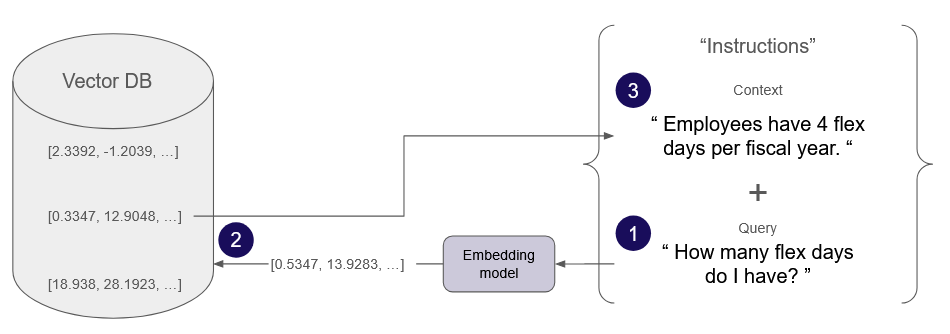 Vector DB
[2.3392, -1.2039, …]
[0.3347, 12.9048, …]
[18.938, 28.1923, …]
2
[0.5347, 13.9283, …]
Embedding
model
“Instructions”
3
Context
“ Employees have 4 flex
days per fiscal year. “
+
1
Query
“ How many flex days
do I have? ”